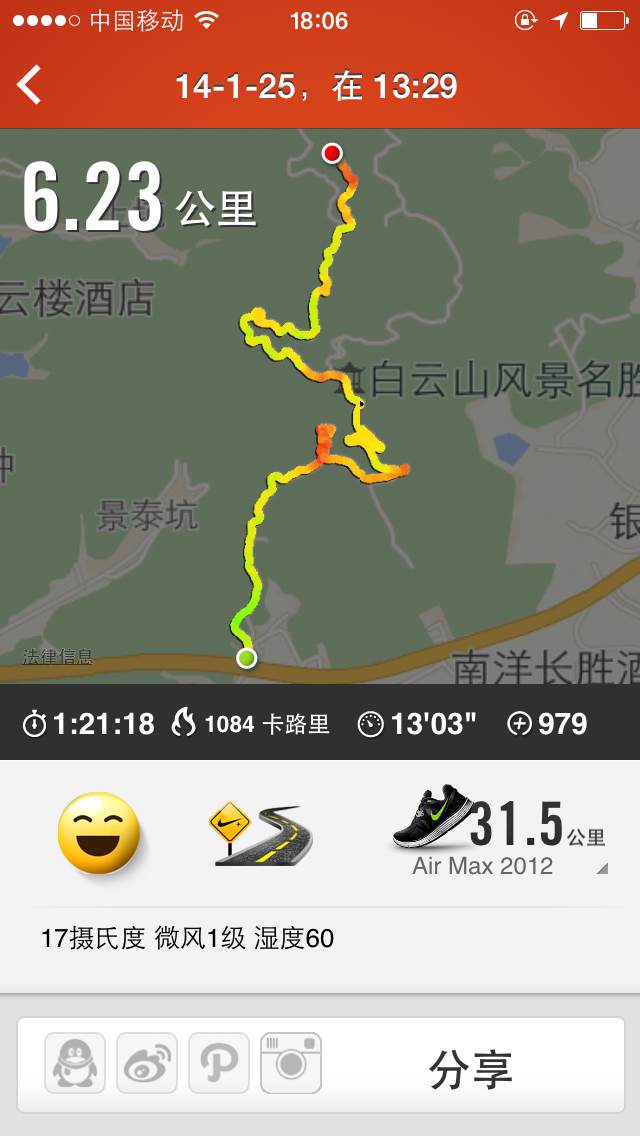 中国移动 18:06
14-1-25，在 13:29
6.23 公里
云楼酒店
白云山风景名胜
景泰坑
银
法律信息
南洋长胜酒
1:21:18 1084 卡路里 13'03" 979
31.5 公里
Air Max 2012
17摄氏度 微风1级 湿度60
分享